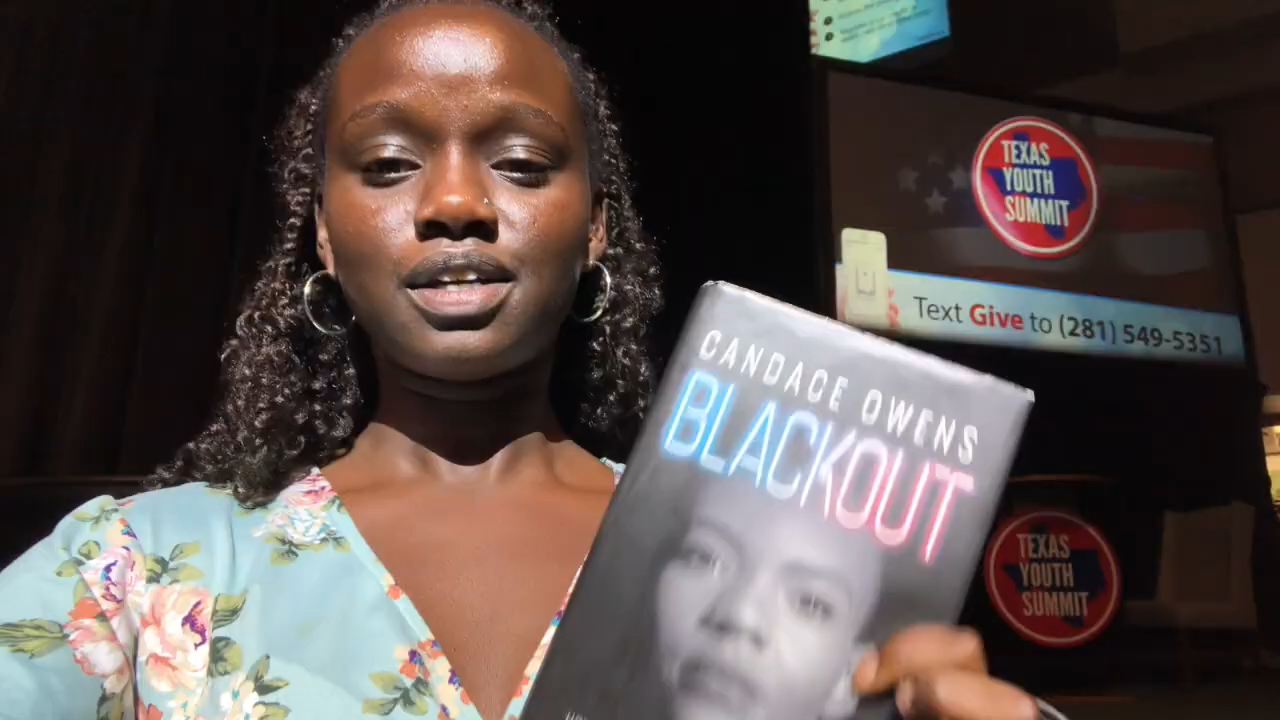 TEXAS
YOUTH
SUMMIT
Text Give to (281) 549-5351
CANDACE OWENS
BLACKOUT
TEXAS
YOUTH
SUMMIT